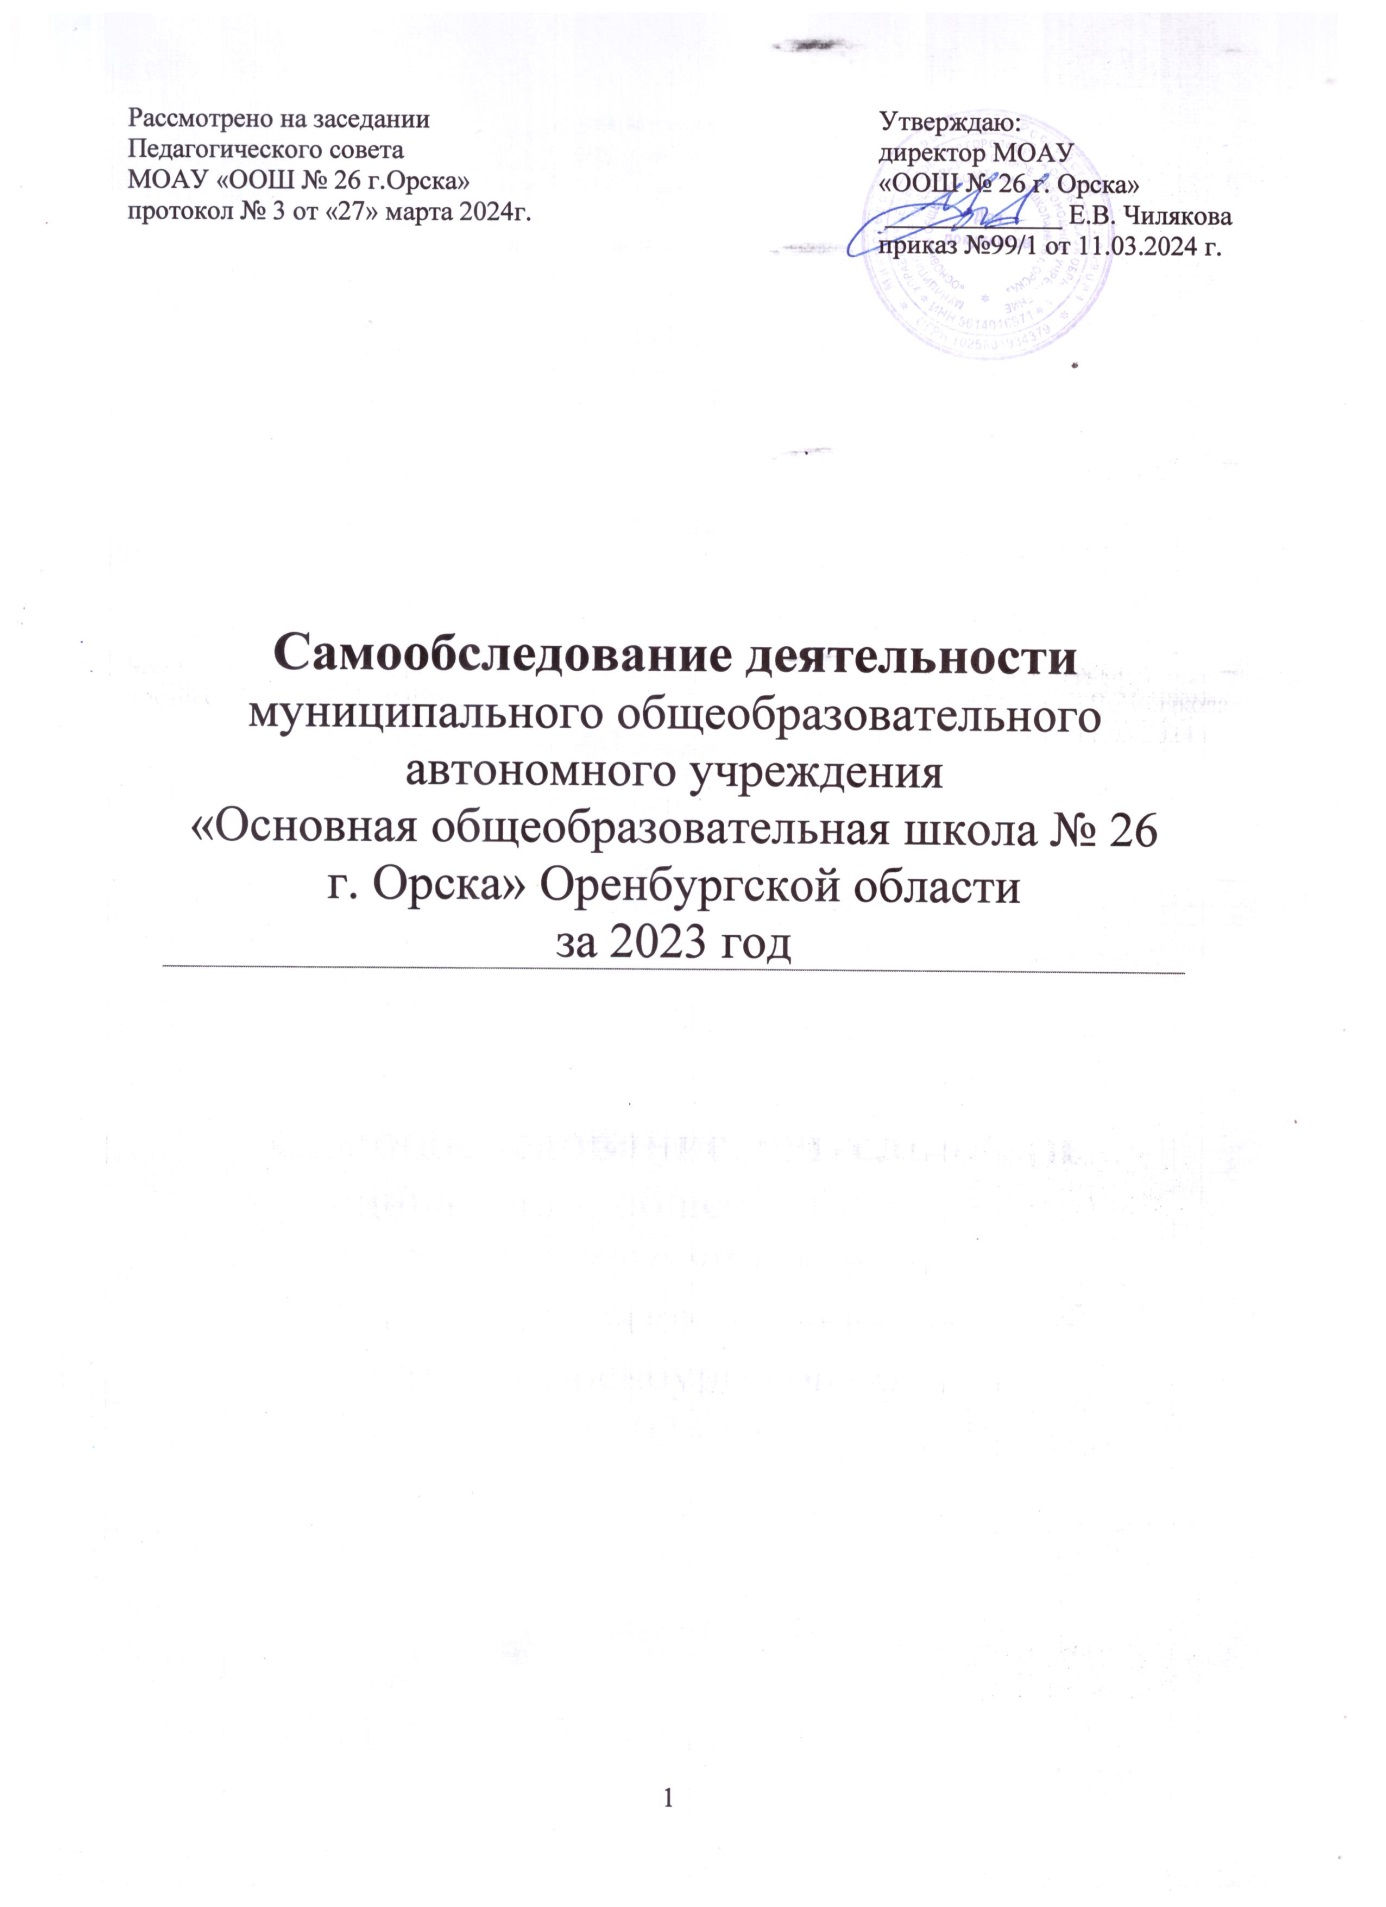 Рассмотрено на заседании
Педагогического совета
МОАУ «ООШ № 26 г.Орска»
протокол № 3 от «27» марта 2024г.
Утверждаю:
директор МОАУ
«ООШ № 26 г. Орска»
_____________ Е.В. Чилякова
приказ №99/1 от 11.03.2024 г.
Самообследование деятельности
муниципального общеобразовательного
автономного учреждения
«Основная общеобразовательная школа № 26
г. Орска» Оренбургской области
за 2023 год
1